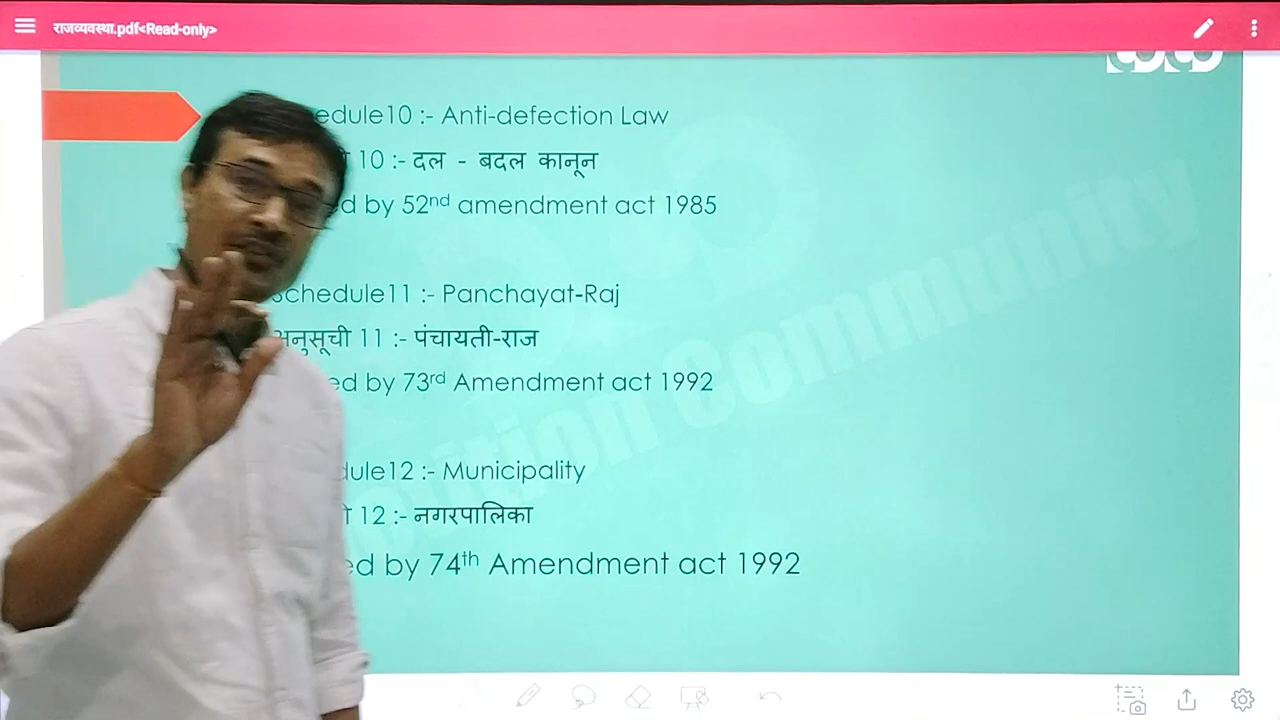 राजव्यवस्था.pdf<Read-only>
edule10 :- Anti-defection Law
10 :- दल - बदल कानून
ed by 52nd amendment act 1985
Schedule11 :- Panchayat-Raj
अनुसूची 11 :- पंचायती-राज
ed by 73rd Amendment act 1992
dule12 :- Municipality
12 :- नगरपालिका
ed by 74th Amendment act 1992
Community